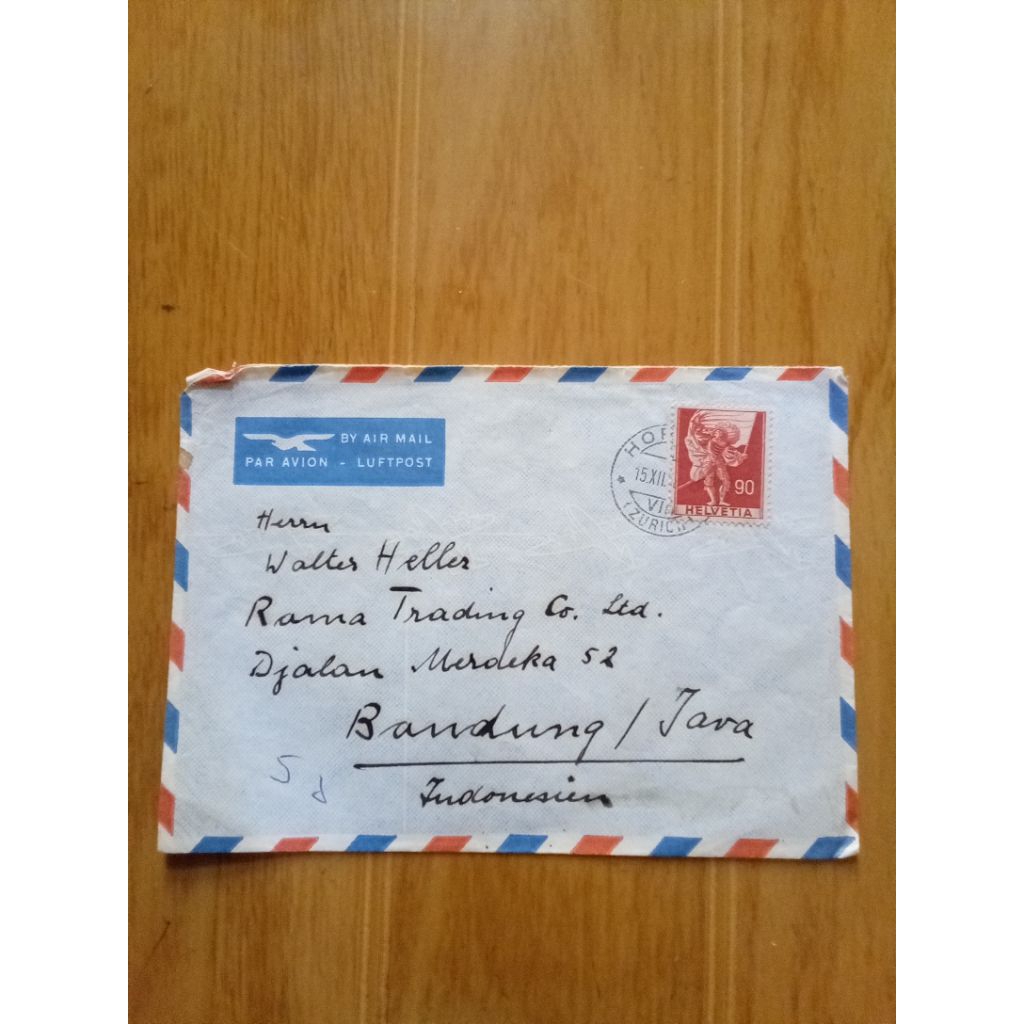 BY AIR MAIL
PAR AVION - LUFTPOST
15.XII.
(ZÜRICH)
90
HELVETIA
Herrn
Walter Heller
Rama Trading Co. Ltd.
Djalan Merdeka 52
Bandung / Java
Indonesien